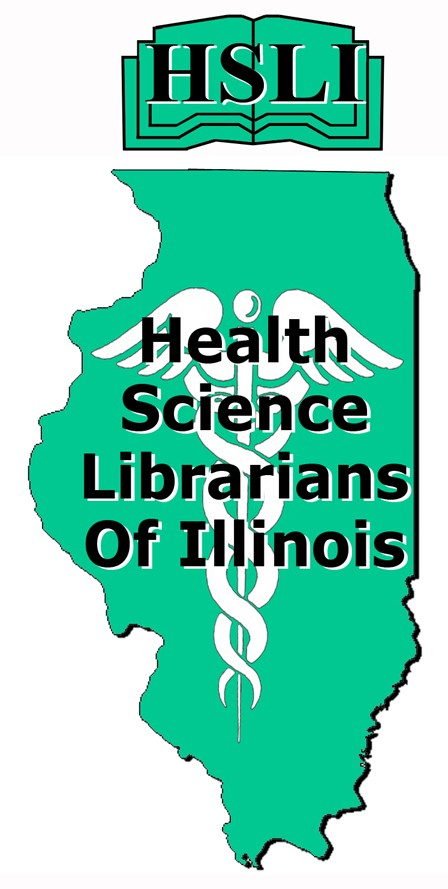 HSLI
Health
Science
Librarians
Of Illinois